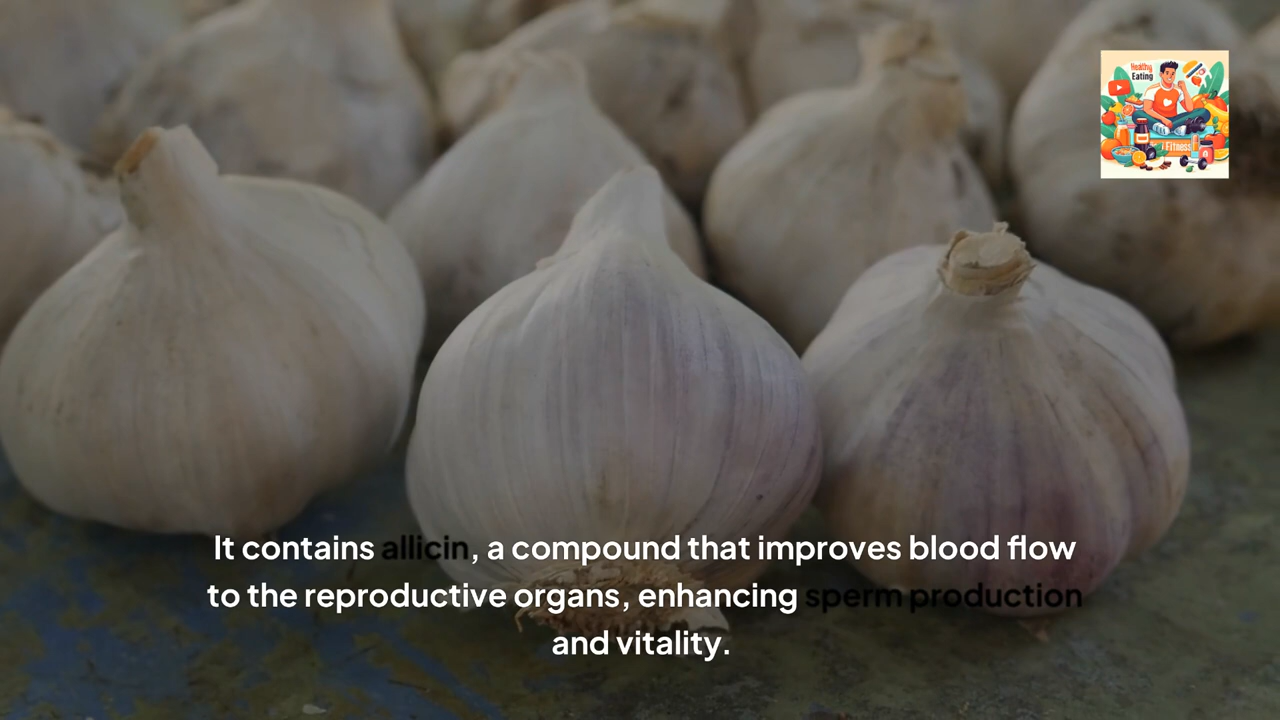 Healthy
Eating
Fitness
It contains allicin, a compound that improves blood flow
to the reproductive organs, enhancing sperm production
and vitality.